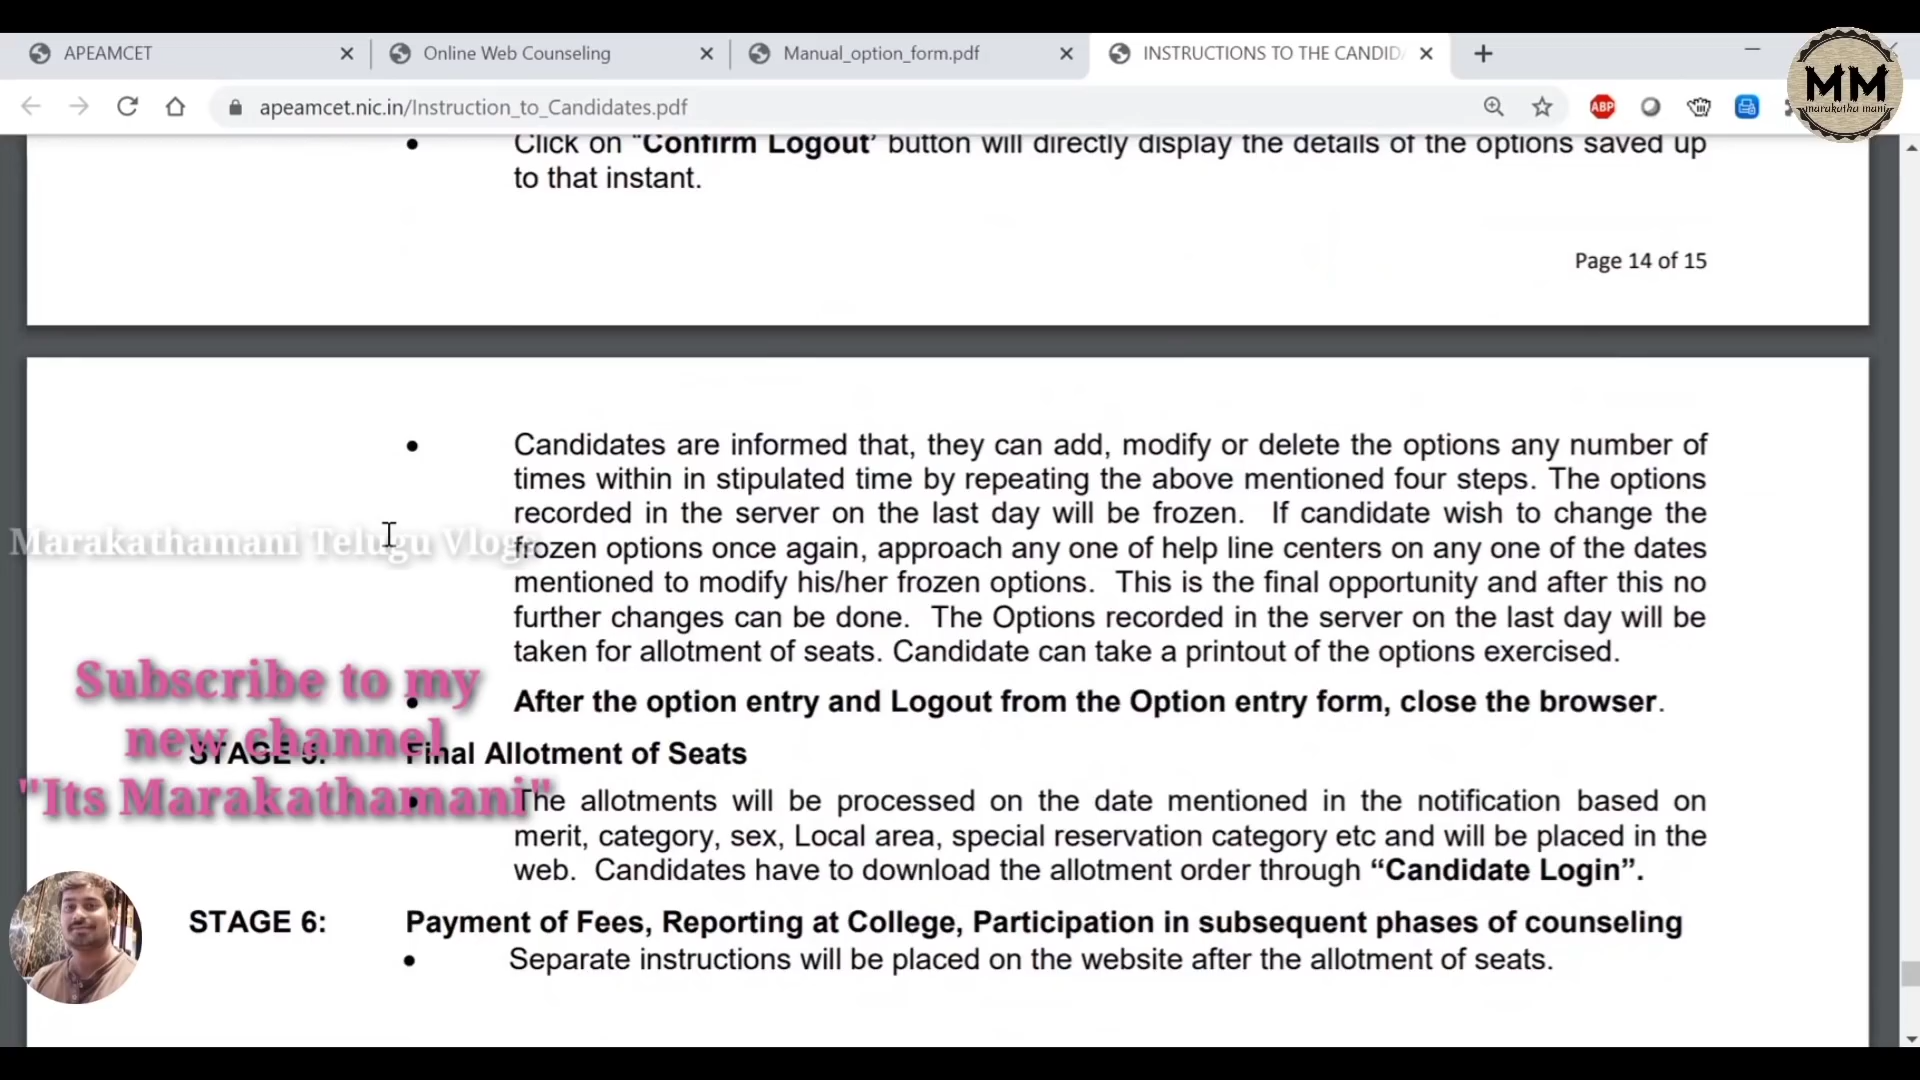 APEAMCET
Online Web Counseling
Manual_option_form.pdf
INSTRUCTIONS TO THE CANDID
apeamcet.nic.in/Instruction_to_Candidates.pdf
ABP
MM
marakatha mani
• Click on "Confirm Logout' button will directly display the details of the options saved up
to that instant.
Page 14 of 15
• Candidates are informed that, they can add, modify or delete the options any number of
times within in stipulated time by repeating the above mentioned four steps. The options
recorded in the server on the last day will be frozen. If candidate wish to change the
frozen options once again, approach any one of help line centers on any one of the dates
mentioned to modify his/her frozen options. This is the final opportunity and after this no
further changes can be done. The Options recorded in the server on the last day will be
taken for allotment of seats. Candidate can take a printout of the options exercised.
• After the option entry and Logout from the Option entry form, close the browser.
STAGE 5: Final Allotment of Seats
• The allotments will be processed on the date mentioned in the notification based on
merit, category, sex, Local area, special reservation category etc and will be placed in the
web. Candidates have to download the allotment order through “Candidate Login”.
STAGE 6: Payment of Fees, Reporting at College, Participation in subsequent phases of counseling
• Separate instructions will be placed on the website after the allotment of seats.
Marakathamani Telugu Vlogs
Subscribe to my
new channel
"Its Marakathamani"